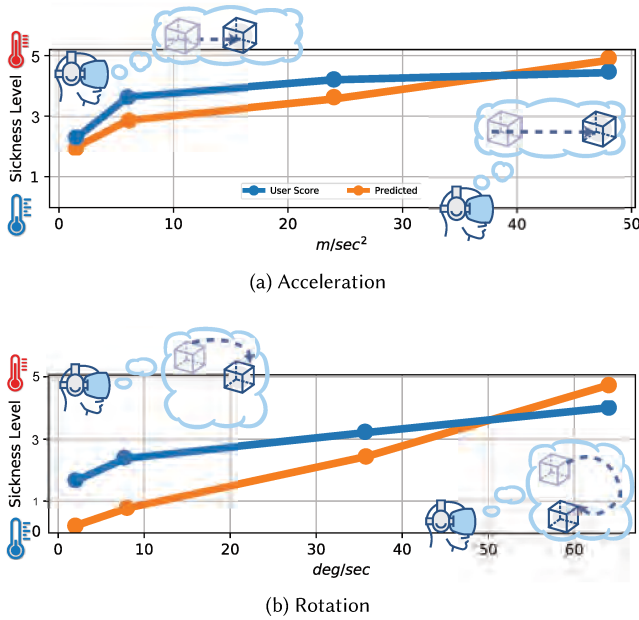 5
3
1
Sickness Level
User Score
Predicted
0
10
20
30
40
50
m/sec²
(a) Acceleration
5
3
1
0
Sickness Level
0
10
20
30
40
50
60
deg/sec
(b) Rotation